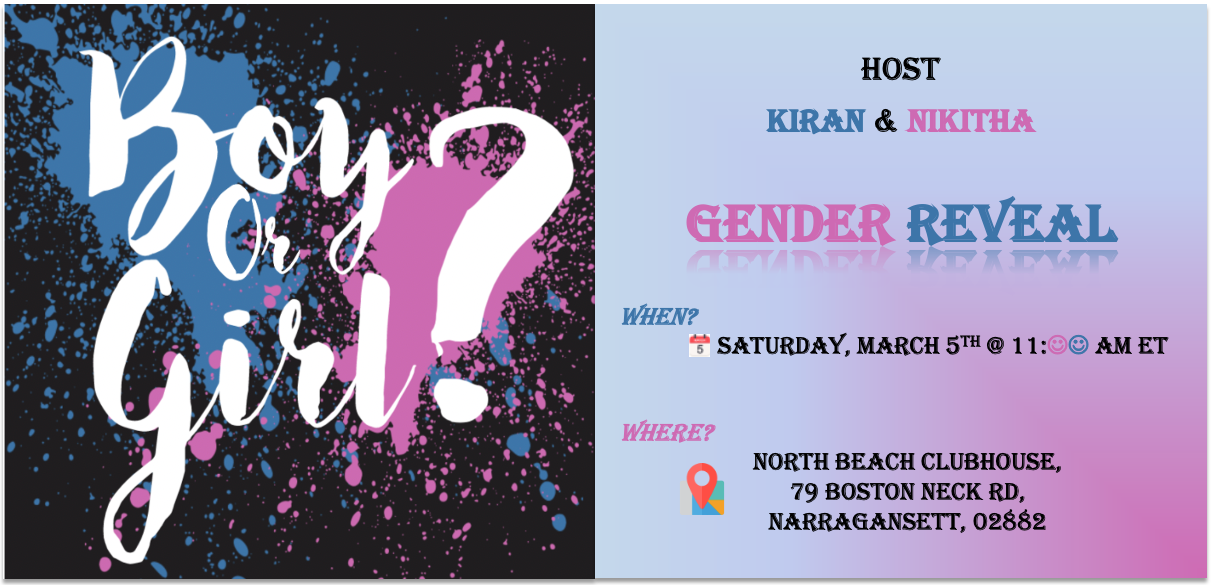 Boy
Or
Girl?
HOST
KIRAN & NIKITHA
GENDER REVEAL
WHEN?
5 SATURDAY, MARCH 5TH @ 11:☺☺ AM ET
WHERE?
NORTH BEACH CLUBHOUSE,
79 BOSTON NECK RD,
NARRAGANSETT, 02882